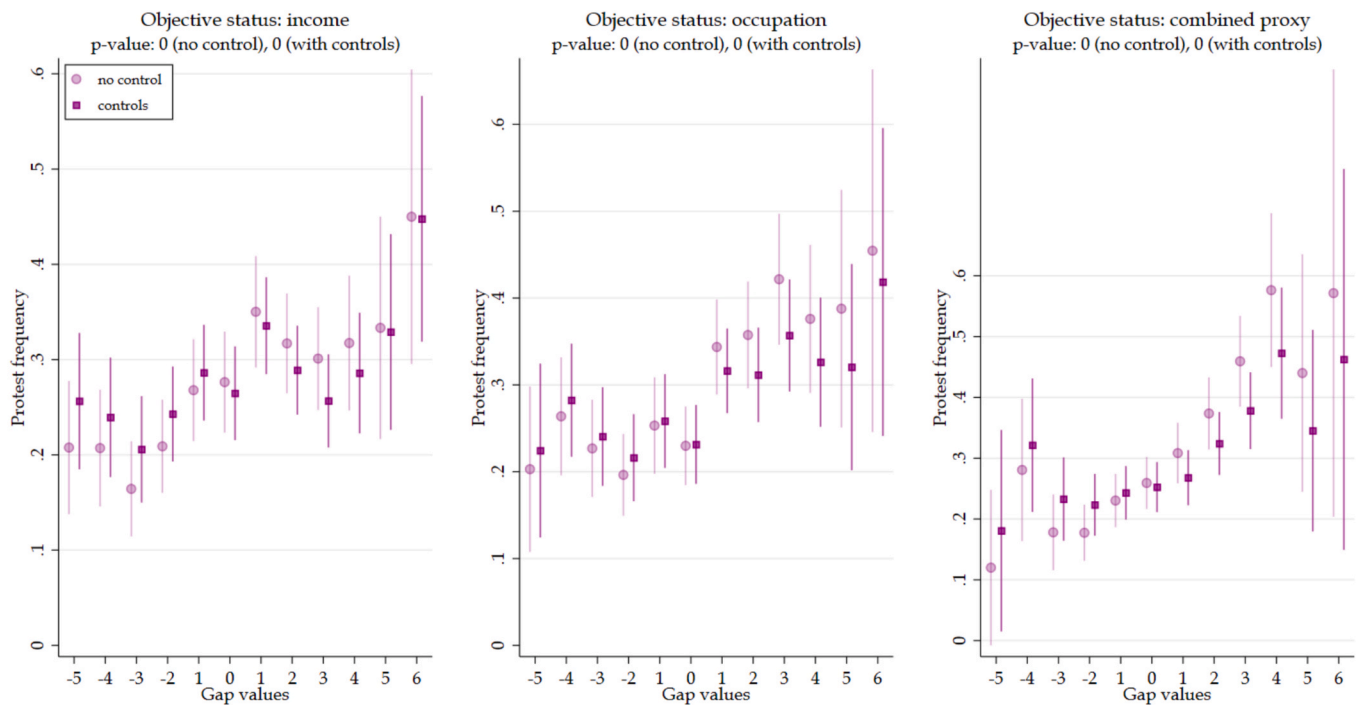 Objective status: income
p-value: 0 (no control), 0 (with controls)
no control
controls
Protest frequency
.6
.5
.4
.3
.2
.1
0
-5 -4 -3 -2 1 0 1 2 3 4 5 6
Gap values
Objective status: occupation
p-value: 0 (no control), 0 (with controls)
Protest frequency
.6
.5
.4
.3
.2
.1
0
-5 -4 -3 -2 1 0 1 2 3 4 5 6
Gap values
Objective status: combined proxy
p-value: 0 (no control), 0 (with controls)
Protest frequency
.6
.5
.4
.3
.2
.1
0
-5 -4 -3 -2 1 0 1 2 3 4 5 6
Gap values